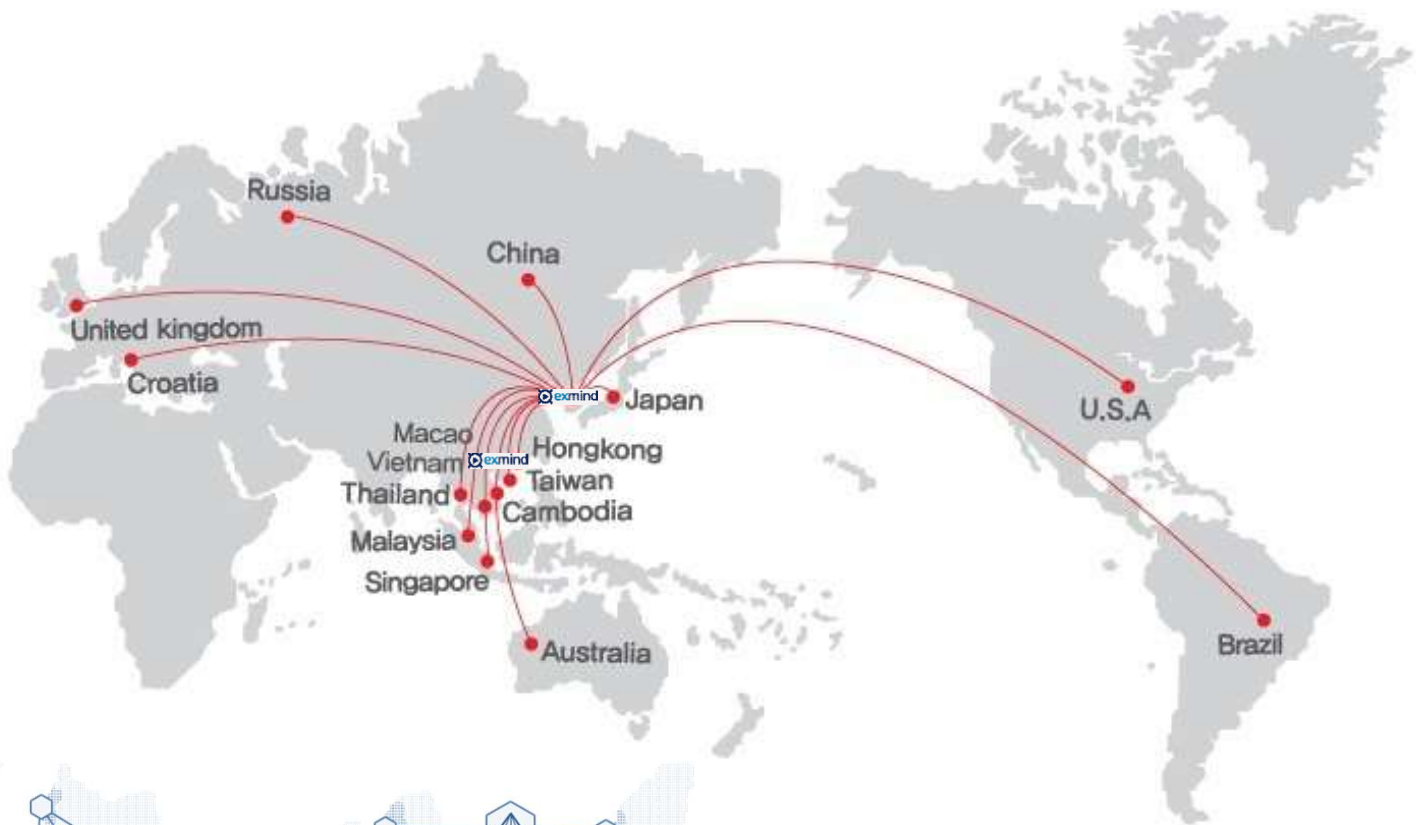 Russia
China
United kingdom
Croatia
exmind
Japan
U.S.A
Macao
Hongkong
Vietnam
exmind
Taiwan
Thailand
Cambodia
Malaysia
Singapore
Australia
Brazil